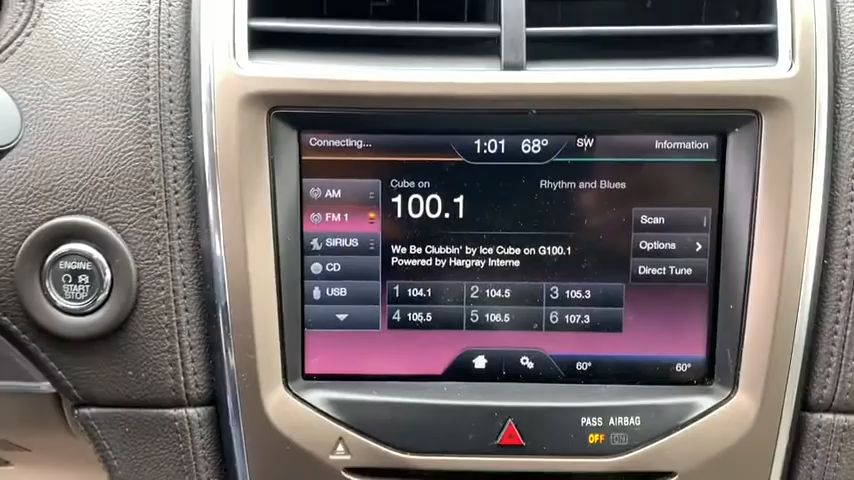 Connecting... 1:01 68° SW Information
AM
FM 1
SIRIUS
CD
USB
Cube on Rhythm and Blues
100.1
We Be Clubbin' by Ice Cube on G100.1
Powered by Hargray Interne
1 104.1 2 104.5 3 105.3
4 105.5 5 106.5 6 107.3
Scan
Options
Direct Tune
60° 60°
ENGINE
START
STOP
PASS AIRBAG
OFF ON